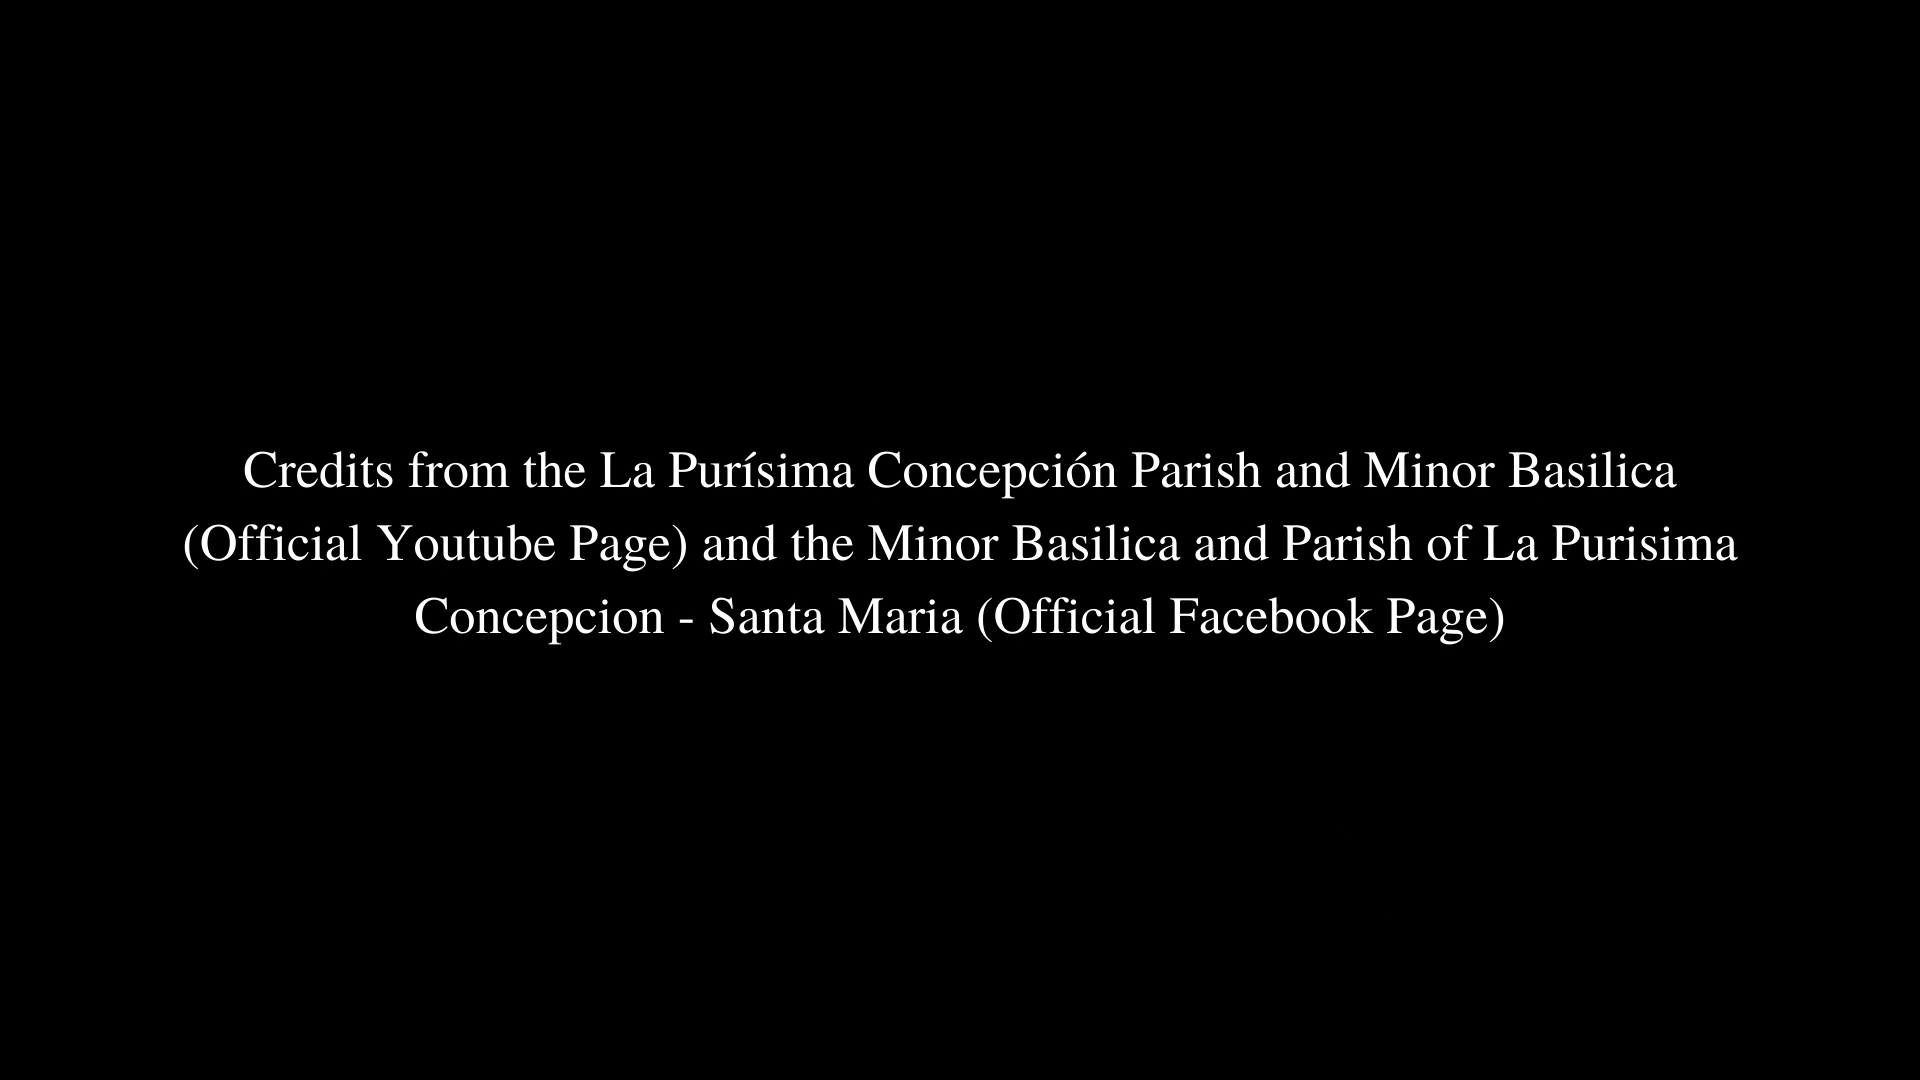 Credits from the La Purísima Concepción Parish and Minor Basilica
(Official Youtube Page) and the Minor Basilica and Parish of La Purisima
Concepcion - Santa Maria (Official Facebook Page)